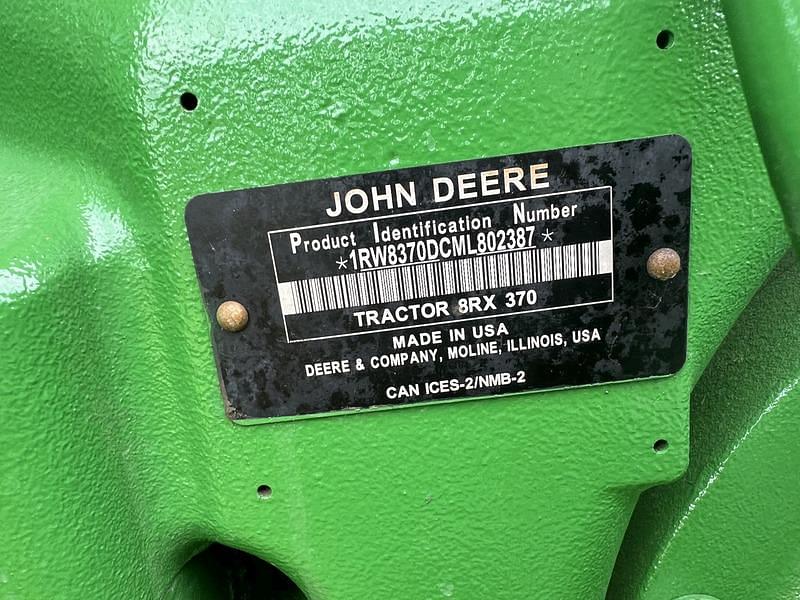 JOHN DEERE
Product Identification Number
*1RW8370DCML802387*
TRACTOR 8RX 370
MADE IN USA
DEERE & COMPANY, MOLINE, ILLINOIS, USA
CAN ICES-2/NMB-2